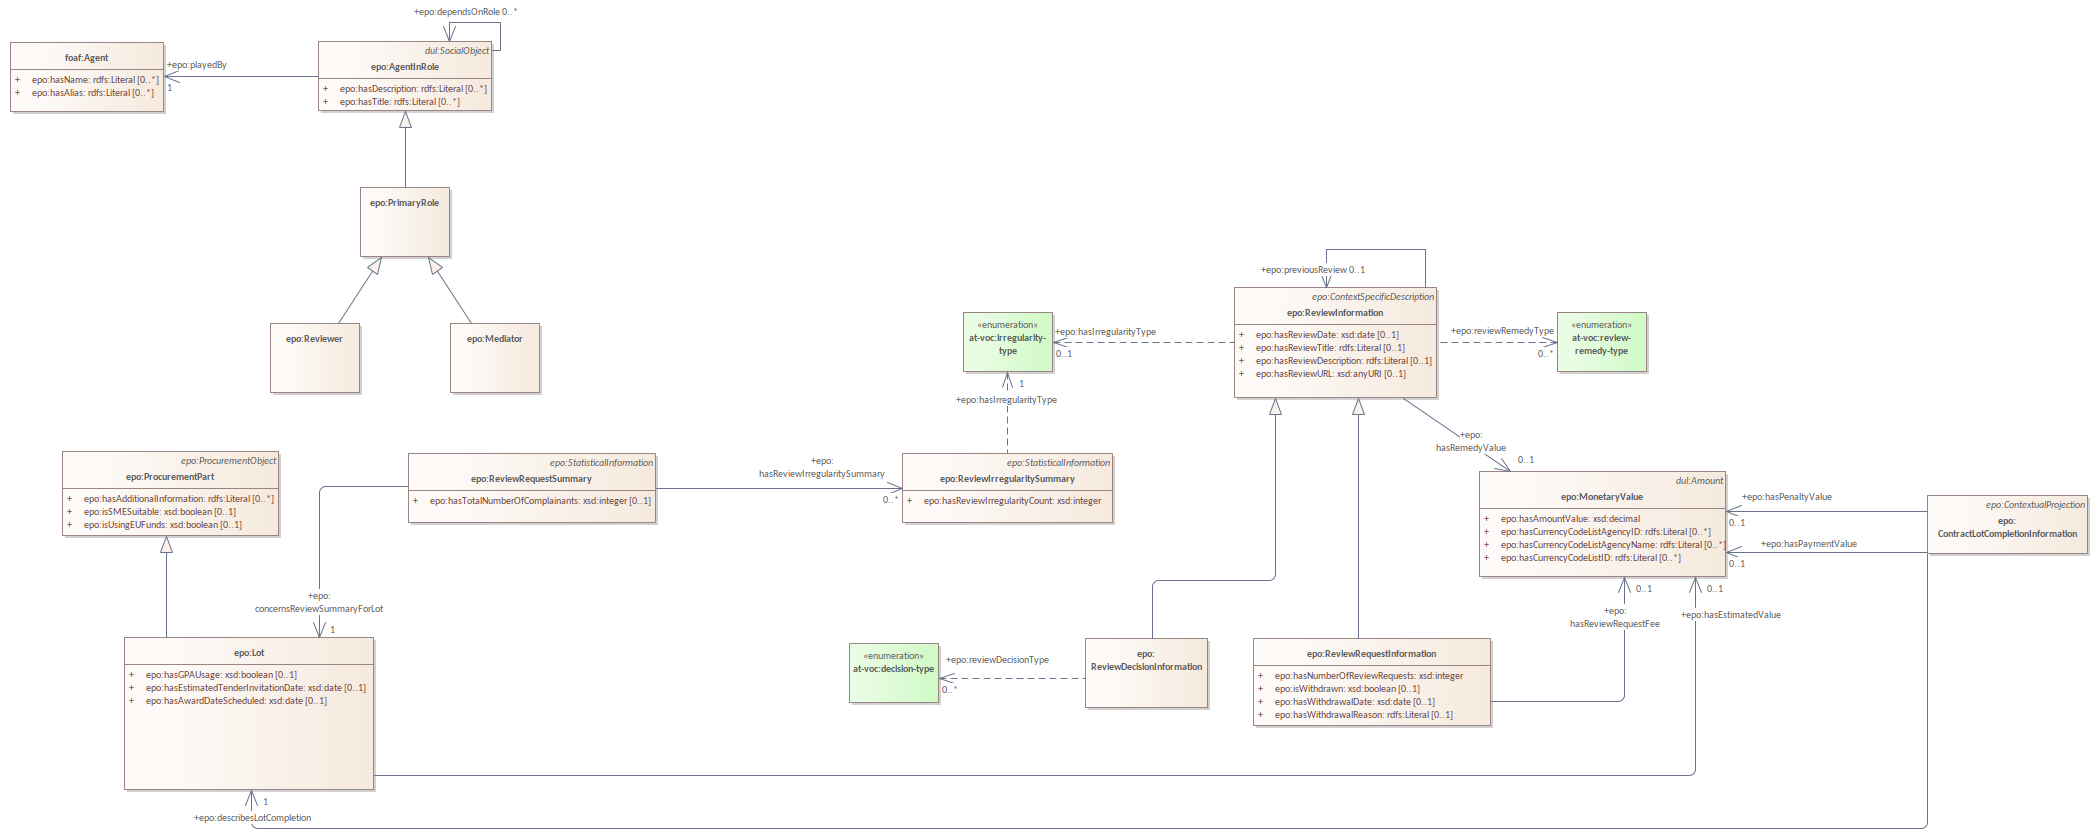 +epo:dependsOnRole 0..*
foaf:Agent
+ epo:hasName: rdfs:Literal [0..*]
+ epo:hasAlias: rdfs:Literal [0..*]
+epo:playedBy
1
dul:SocialObject
epo:AgentInRole
+ epo:hasDescription: rdfs:Literal [0..*]
+ epo:hasTitle: rdfs:Literal [0..*]
epo:PrimaryRole
epo:Reviewer
epo:Mediator
+epo:previousReview 0..1
epo:ContextSpecificDescription
epo:ReviewInformation
+ epo:hasReviewDate: xsd:date [0..1]
+ epo:hasReviewTitle: rdfs:Literal [0..1]
+ epo:hasReviewDescription: rdfs:Literal [0..1]
+ epo:hasReviewURL: xsd:anyURI [0..1]
«enumeration»
at-voc:irregularity-
type
+epo:hasIrregularityType
0..1
+epo:reviewRemedyType
0..*
«enumeration»
at-voc:review-
remedy-type
1
+epo:hasIrregularityType
+epo:
hasRemedyValue
0..1
epo:ProcurementObject
epo:ProcurementPart
+ epo:hasAdditionalInformation: rdfs:Literal [0..*]
+ epo:isSMESuitable: xsd:boolean [0..1]
+ epo:isUsingEUFunds: xsd:boolean [0..1]
epo:StatisticalInformation
epo:ReviewRequestSummary
+ epo:hasTotalNumberOfComplainants: xsd:integer [0..1]
+epo:
hasReviewIrregularitySummary
0..*
epo:StatisticalInformation
epo:ReviewIrregularitySummary
+ epo:hasReviewIrregularityCount: xsd:integer
dul:Amount
epo:MonetaryValue
+ epo:hasAmountValue: xsd:decimal
+ epo:hasCurrencyCodeListAgencyID: rdfs:Literal [0..*]
+ epo:hasCurrencyCodeListAgencyName: rdfs:Literal [0..*]
+ epo:hasCurrencyCodeListID: rdfs:Literal [0..*]
+epo:hasPenaltyValue
0..1
+epo:hasPaymentValue
0..1
epo:ContextualProjection
epo:
ContractLotCompletionInformation
+epo:
concernsReviewSummaryForLot
1
0..1
+epo:
hasReviewRequestFee
0..1
+epo:hasEstimatedValue
epo:Lot
+ epo:hasGPAUsage: xsd:boolean [0..1]
+ epo:hasEstimatedTenderInvitationDate: xsd:date [0..1]
+ epo:hasAwardDateScheduled: xsd:date [0..1]
«enumeration»
at-voc:decision-type
+epo:reviewDecisionType
0..*
epo:
ReviewDecisionInformation
epo:ReviewRequestInformation
+ epo:hasNumberOfReviewRequests: xsd:integer
+ epo:isWithdrawn: xsd:boolean [0..1]
+ epo:hasWithdrawalDate: xsd:date [0..1]
+ epo:hasWithdrawalReason: rdfs:Literal [0..1]
1
+epo:describesLotCompletion